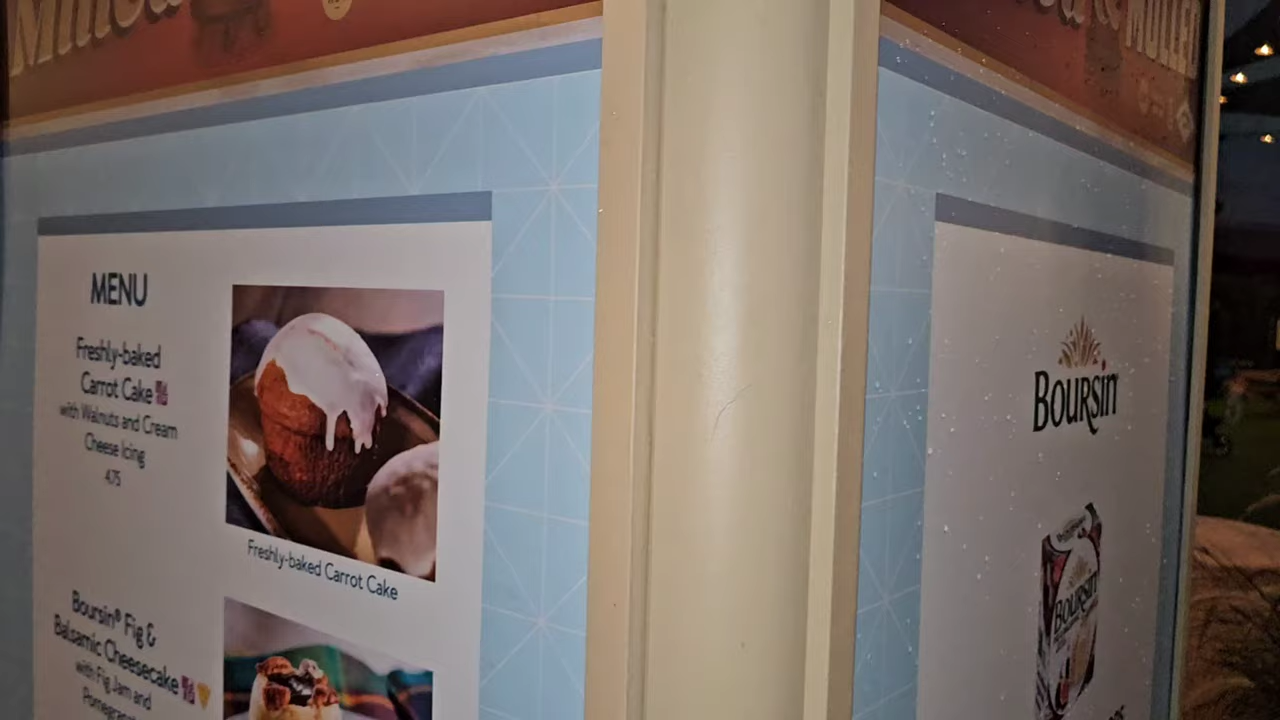 MENU
Freshly-baked
Carrot Cake
with Walnuts and Cream
Cheese Icing
4.75
Freshly-baked Carrot Cake
Boursin® Fig &
Balsamic Cheesecake
with Fig Jam and
BOURSIN
BOURSIN